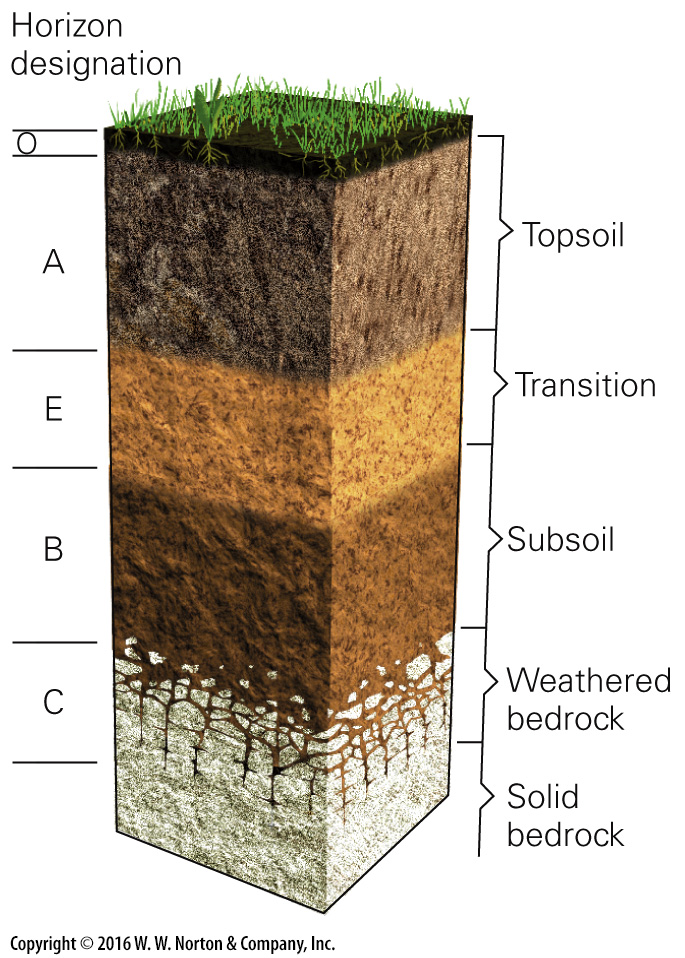 Horizon
designation
O
A
Topsoil
E
Transition
B
Subsoil
C
Weathered
bedrock
Solid
bedrock
Copyright © 2016 W. W. Norton & Company, Inc.